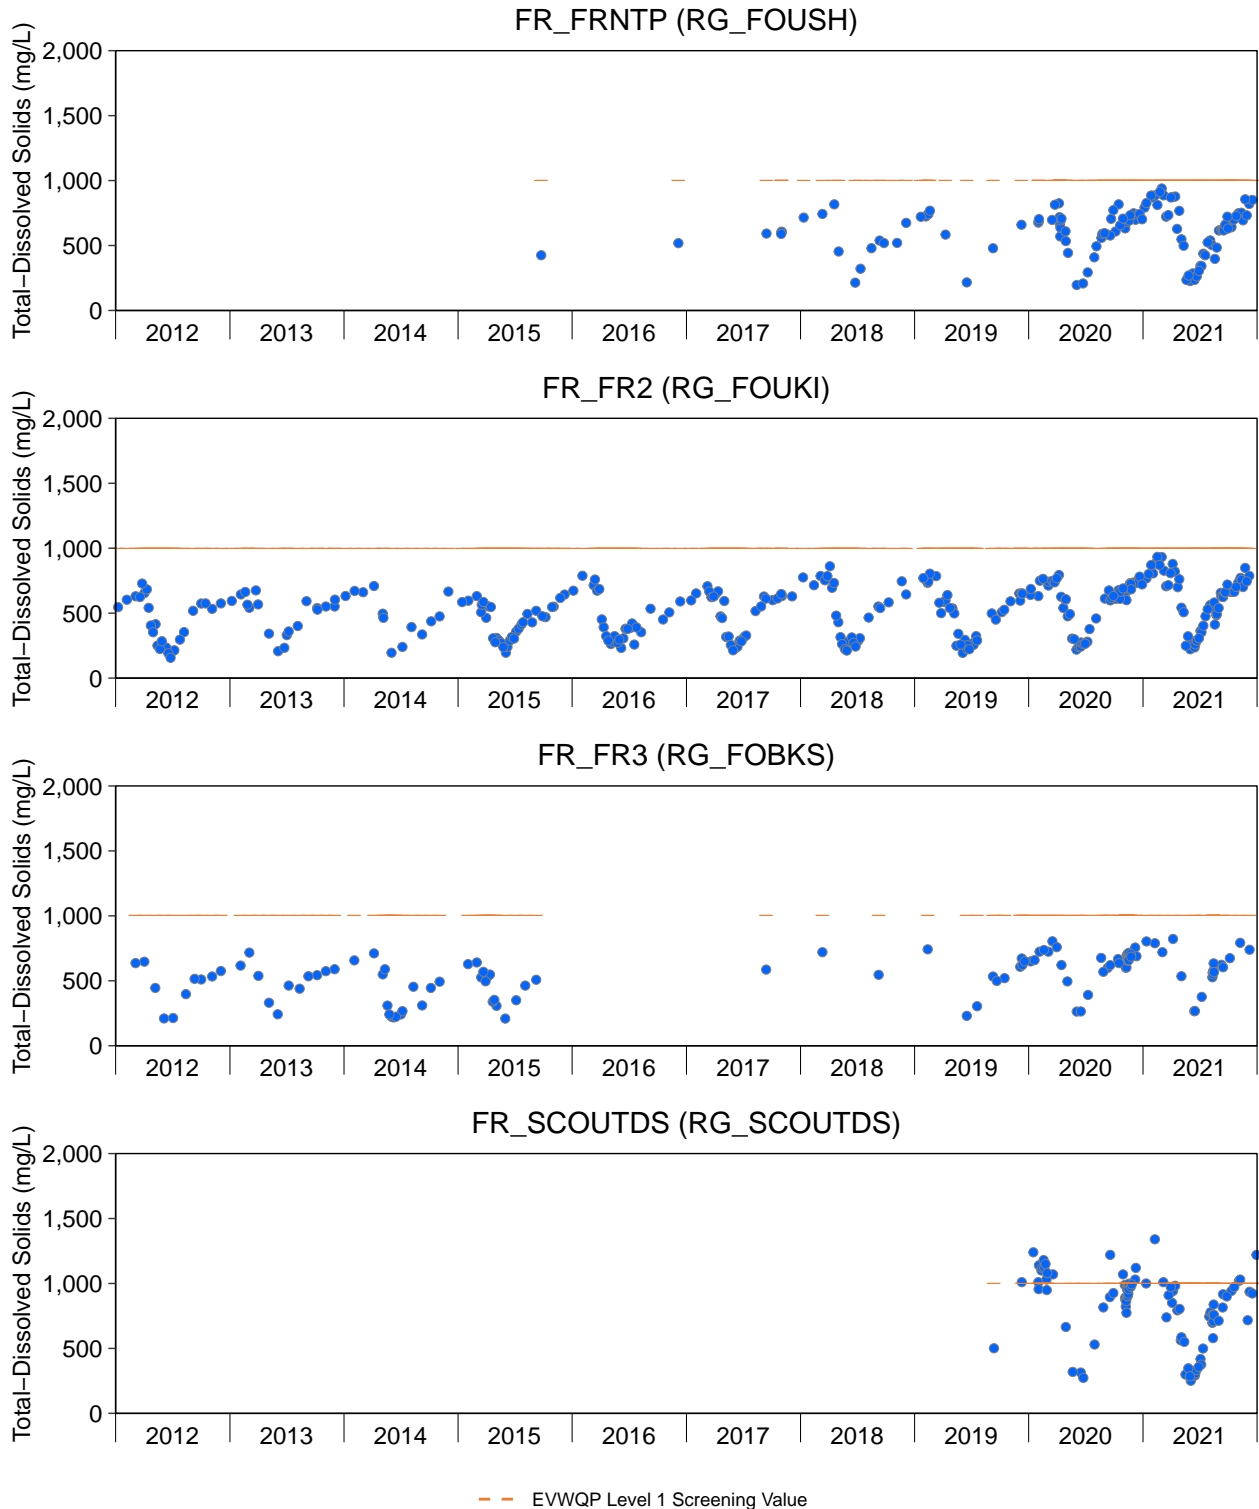 FR_FRNTP (RG_FOUSH)
Total−Dissolved Solids (mg/L)
2,000
1,500
1,000
500
0
2012 2013 2014 2015 2016 2017 2018 2019 2020 2021
FR_FR2 (RG_FOUKI)
Total−Dissolved Solids (mg/L)
2,000
1,500
1,000
500
0
2012 2013 2014 2015 2016 2017 2018 2019 2020 2021
FR_FR3 (RG_FOBKS)
Total−Dissolved Solids (mg/L)
2,000
1,500
1,000
500
0
2012 2013 2014 2015 2016 2017 2018 2019 2020 2021
FR_SCOUTDS (RG_SCOUTDS)
Total−Dissolved Solids (mg/L)
2,000
1,500
1,000
500
0
2012 2013 2014 2015 2016 2017 2018 2019 2020 2021
EVWQP Level 1 Screening Value